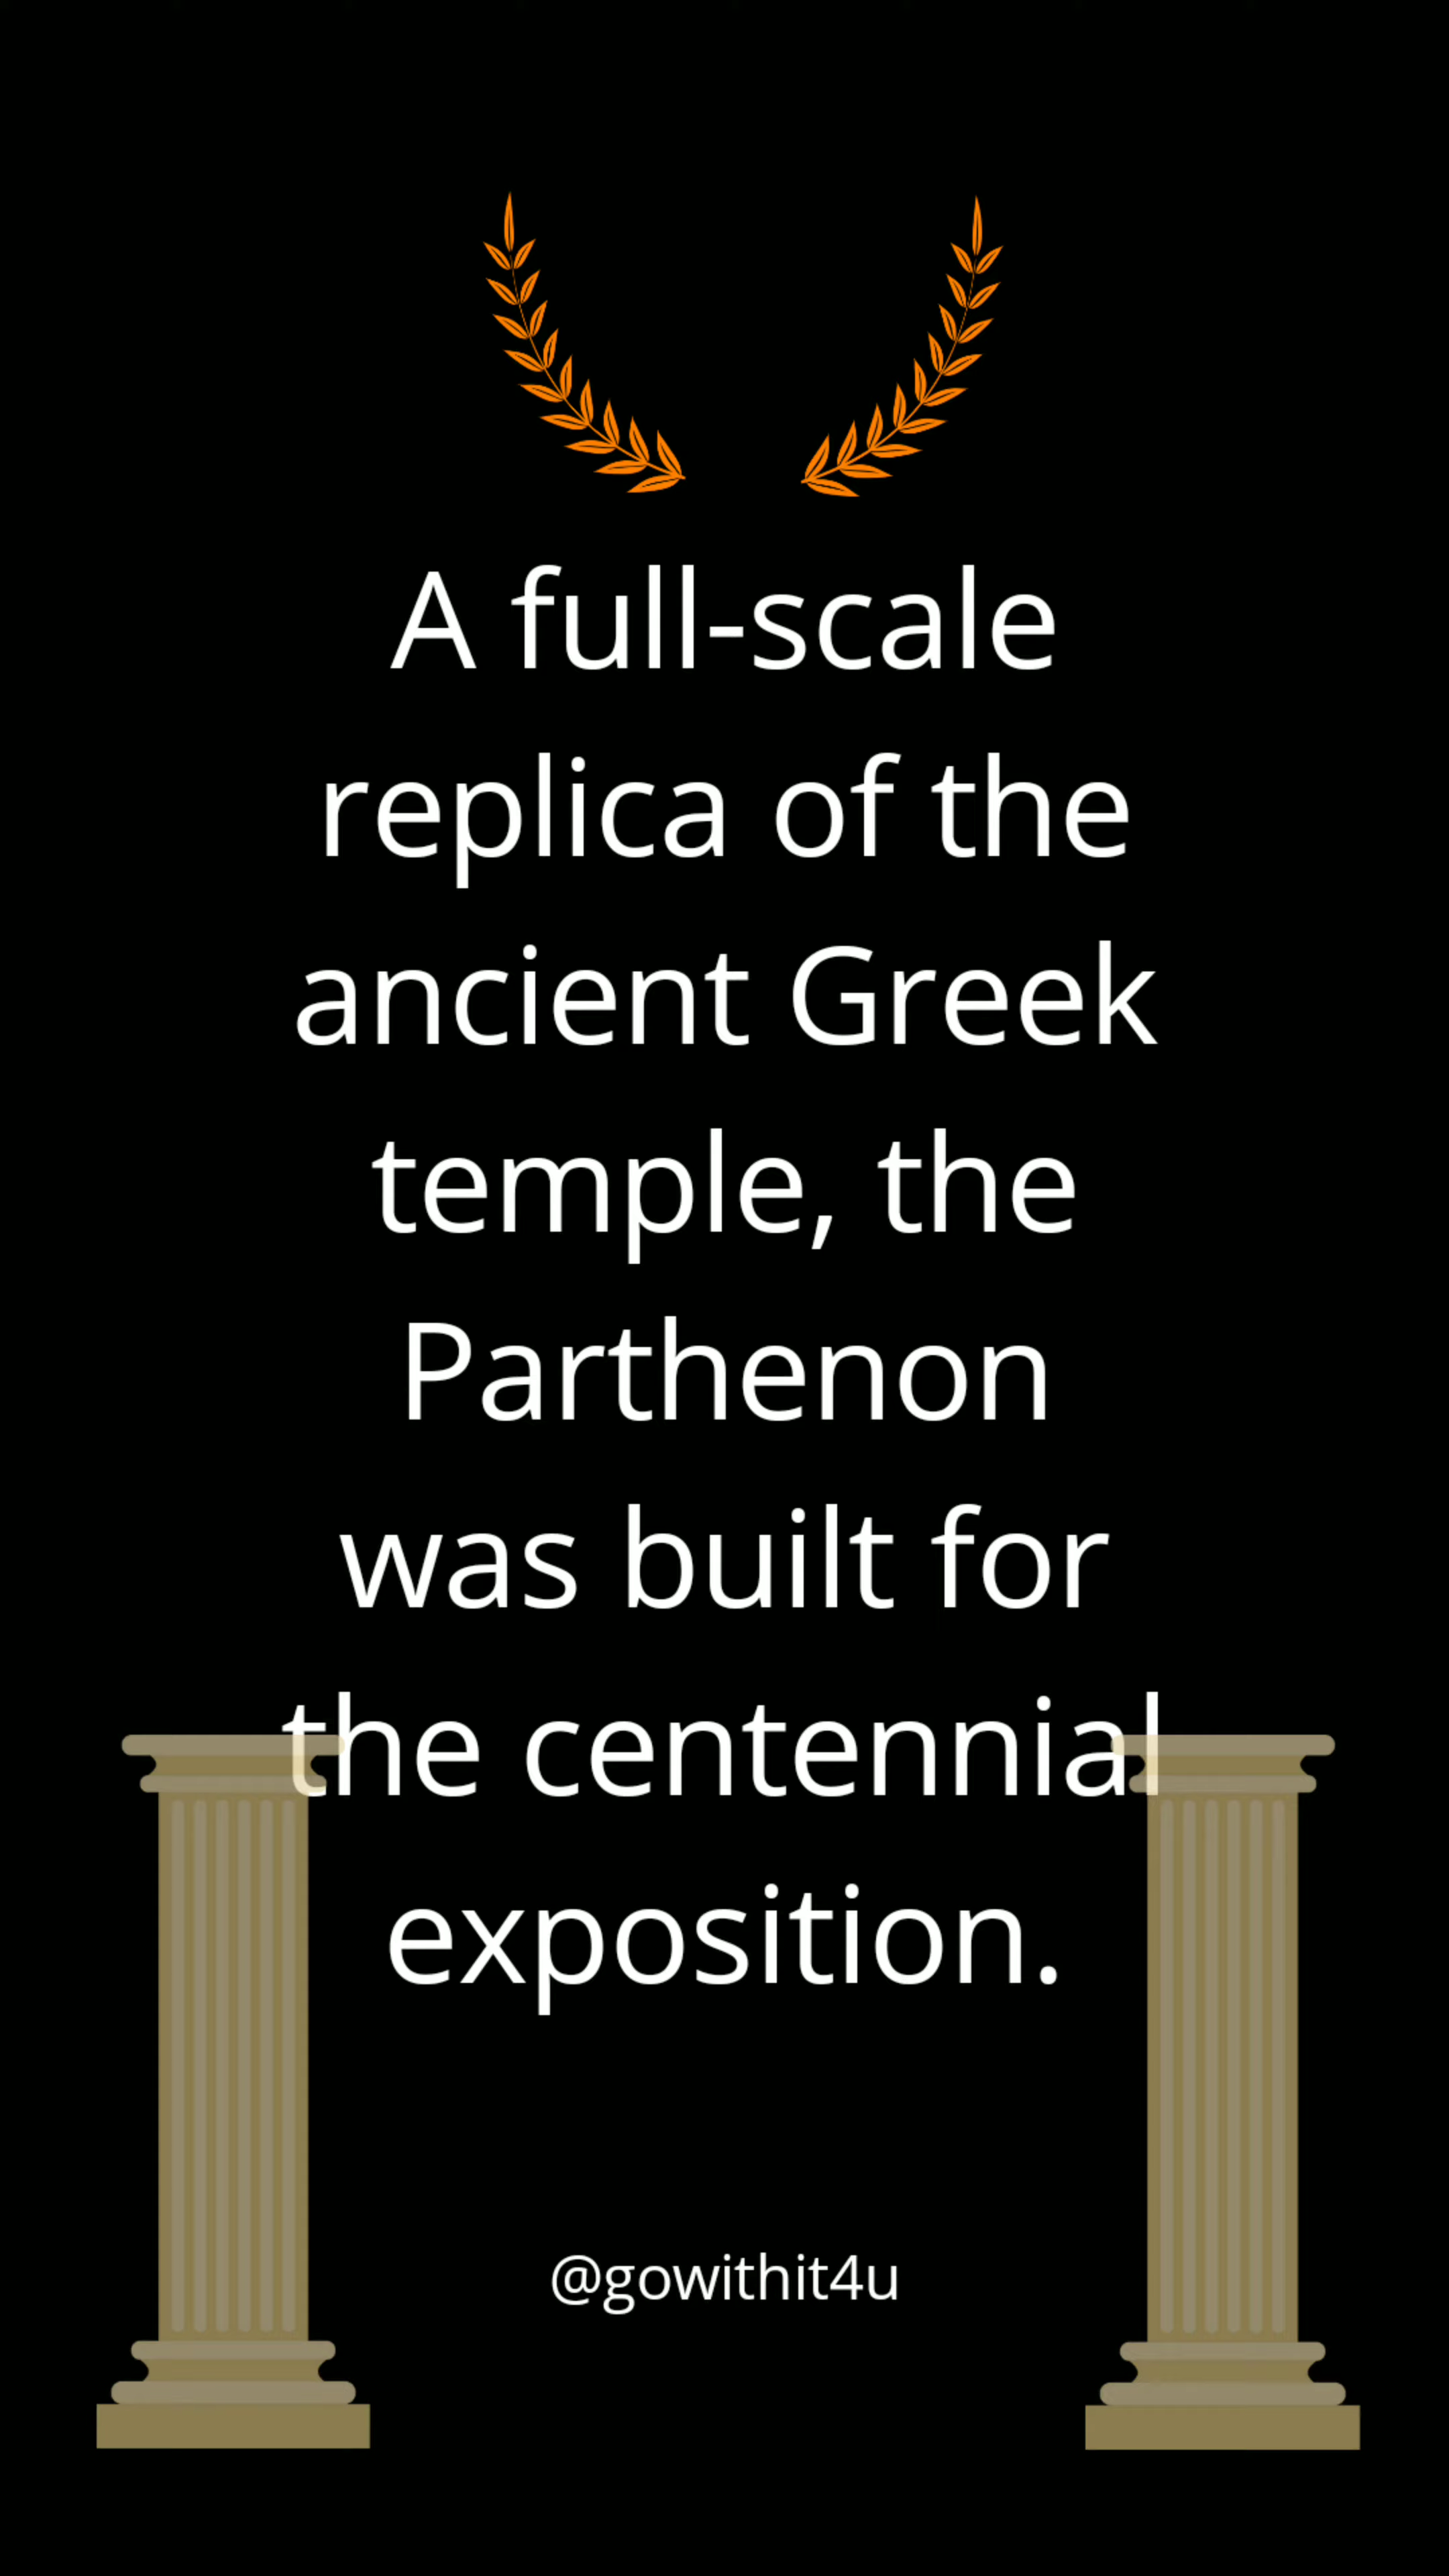 A full-scale
replica of the
ancient Greek
temple, the
Parthenon
was built for
the centennial
exposition.
@gowithit4u